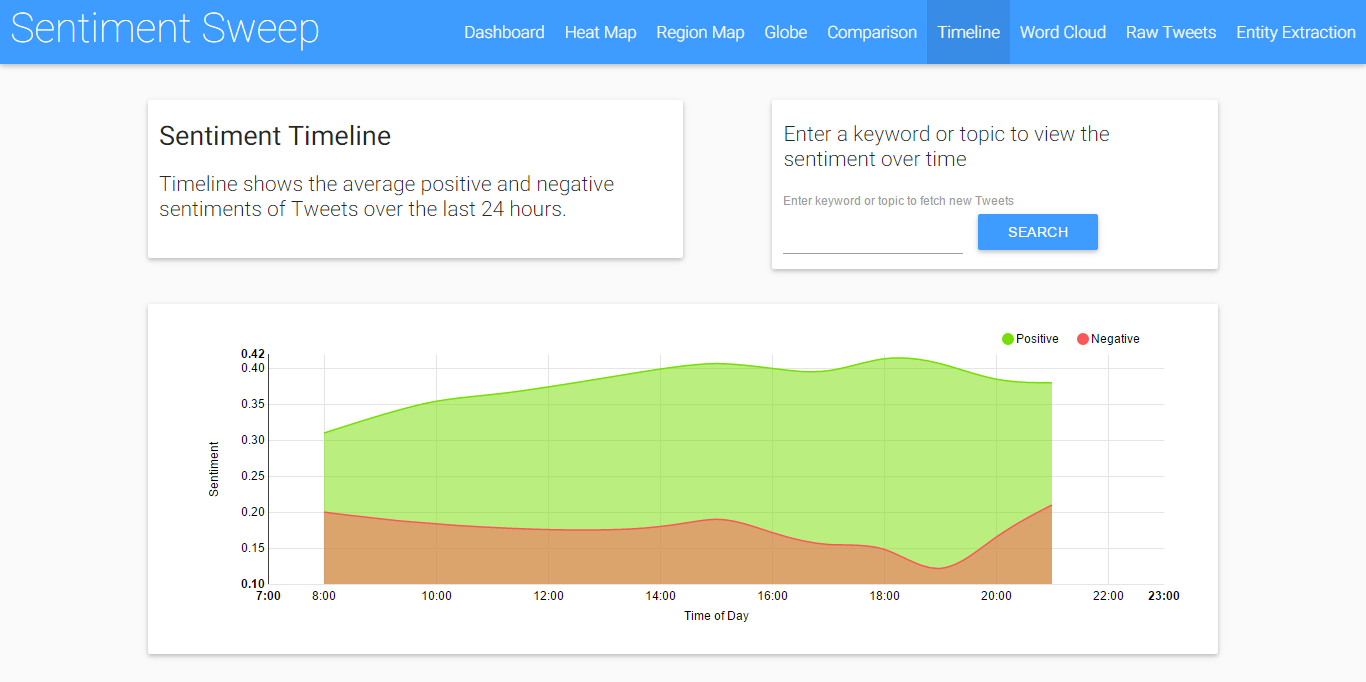 Sentiment Sweep
Dashboard Heat Map Region Map Globe Comparison Timeline Word Cloud Raw Tweets Entity Extraction
Sentiment Timeline
Timeline shows the average positive and negative
sentiments of Tweets over the last 24 hours.
Enter a keyword or topic to view the
sentiment over time
Enter keyword or topic to fetch new Tweets
SEARCH
Positive Negative
0.42
0.40
0.35
0.30
0.25
0.20
0.15
0.10
Sentiment
7:00 8:00 10:00 12:00 14:00 16:00 18:00 20:00 22:00 23:00
Time of Day